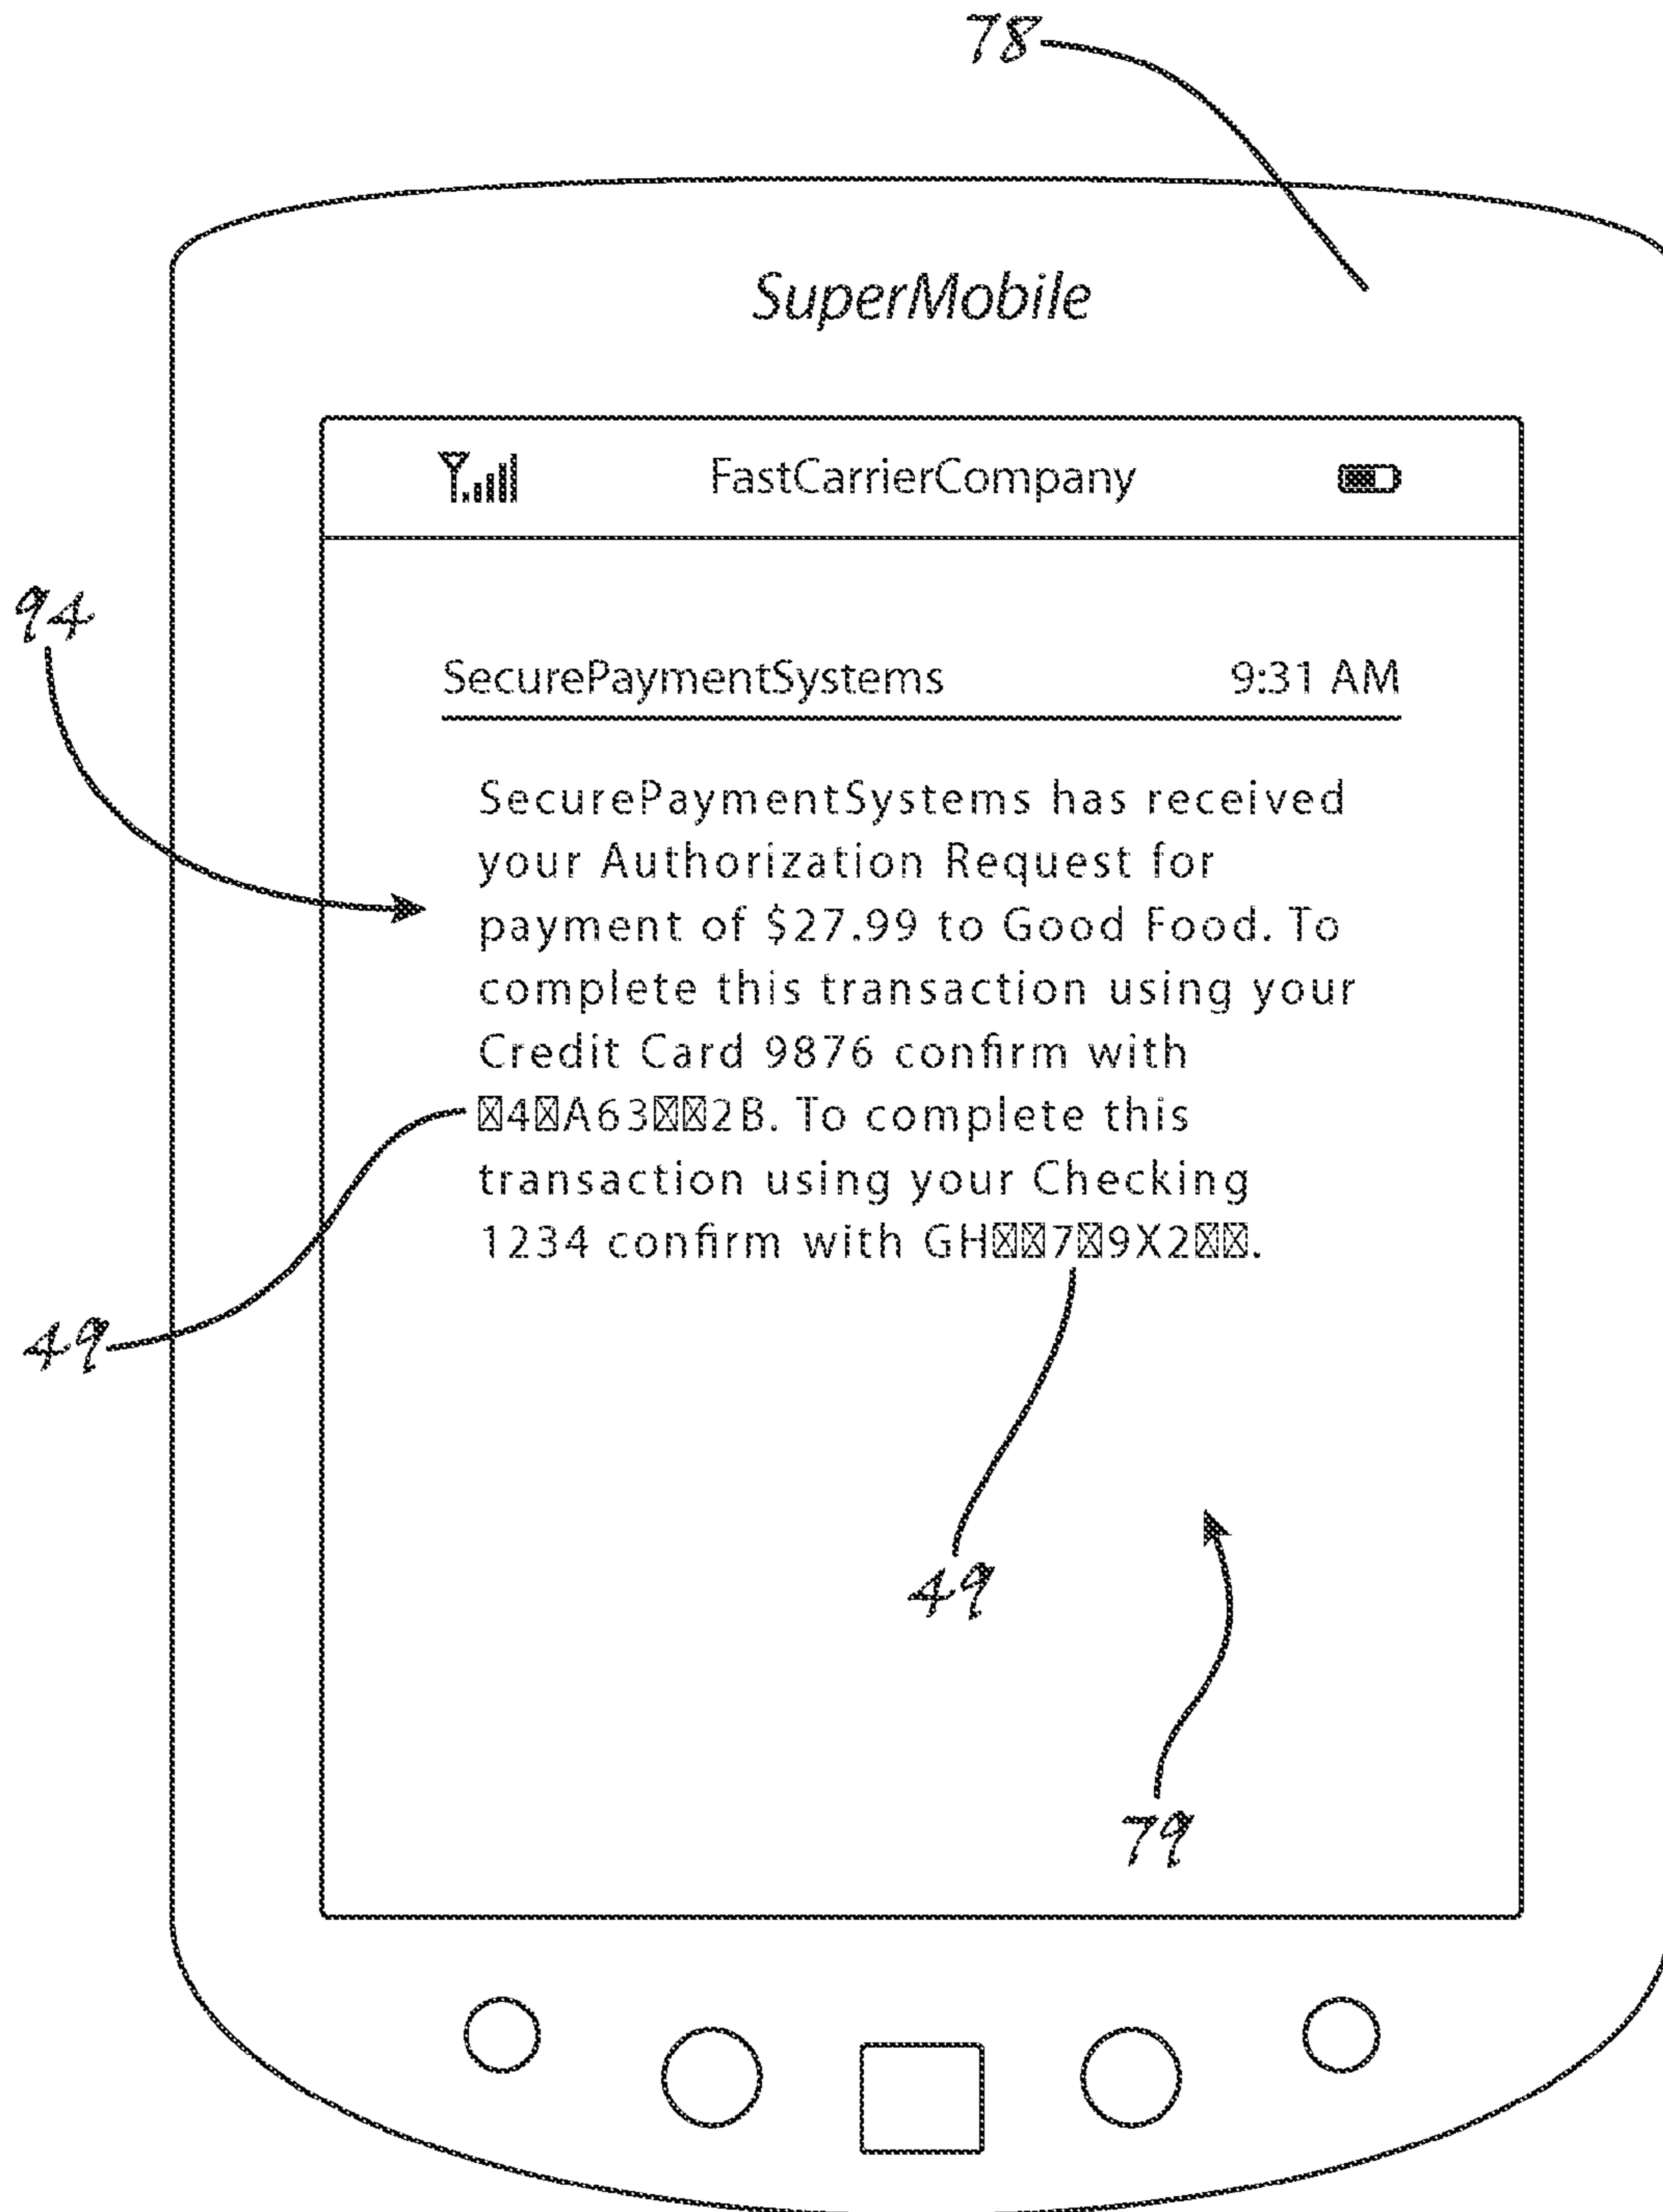 78
SuperMobile
FastCarrierCompany
94
SecurePaymentSystems 9:31 AM
SecurePaymentSystems has received
your Authorization Request for
payment of $27.99 to Good Food. To
complete this transaction using your
Credit Card 9876 confirm with
☒4☒A63☒☒2B. To complete this
transaction using your Checking
1234 confirm with GH☒☒7☒9X2☒☒.
49
49
79